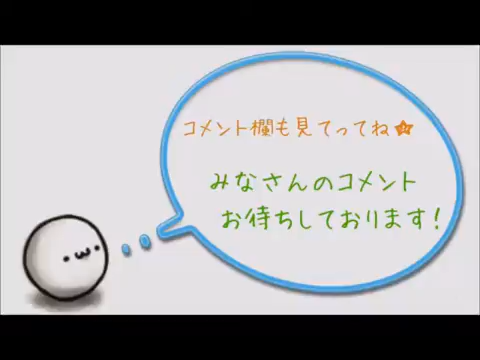 コメント欄も見てってね★
みなさんのコメント
お待ちしております!